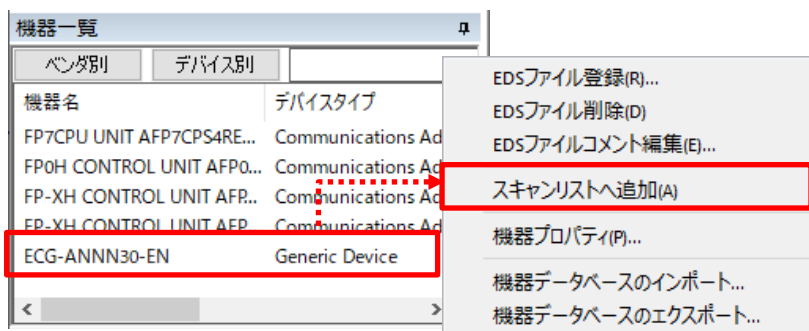 機器一覧
ベンダ別 デバイス別
機器名 デバイスタイプ
FP7CPU UNIT AFP7CPS4RE... Communications Ad
FP0H CONTROL UNIT AFP0... Communications Ad
FP-XH CONTROL UNIT AFP... Communications Ad
FP-XH CONTROL UNIT AFP... Communications Ad
ECG-ANNN30-EN Generic Device
EDSファイル登録(R)...
EDSファイル削除(D)
EDSファイルコメント編集(E)...
スキャンリストへ追加(A)
機器プロパティ(P)...
機器データベースのインポート...
機器データベースのエクスポート...